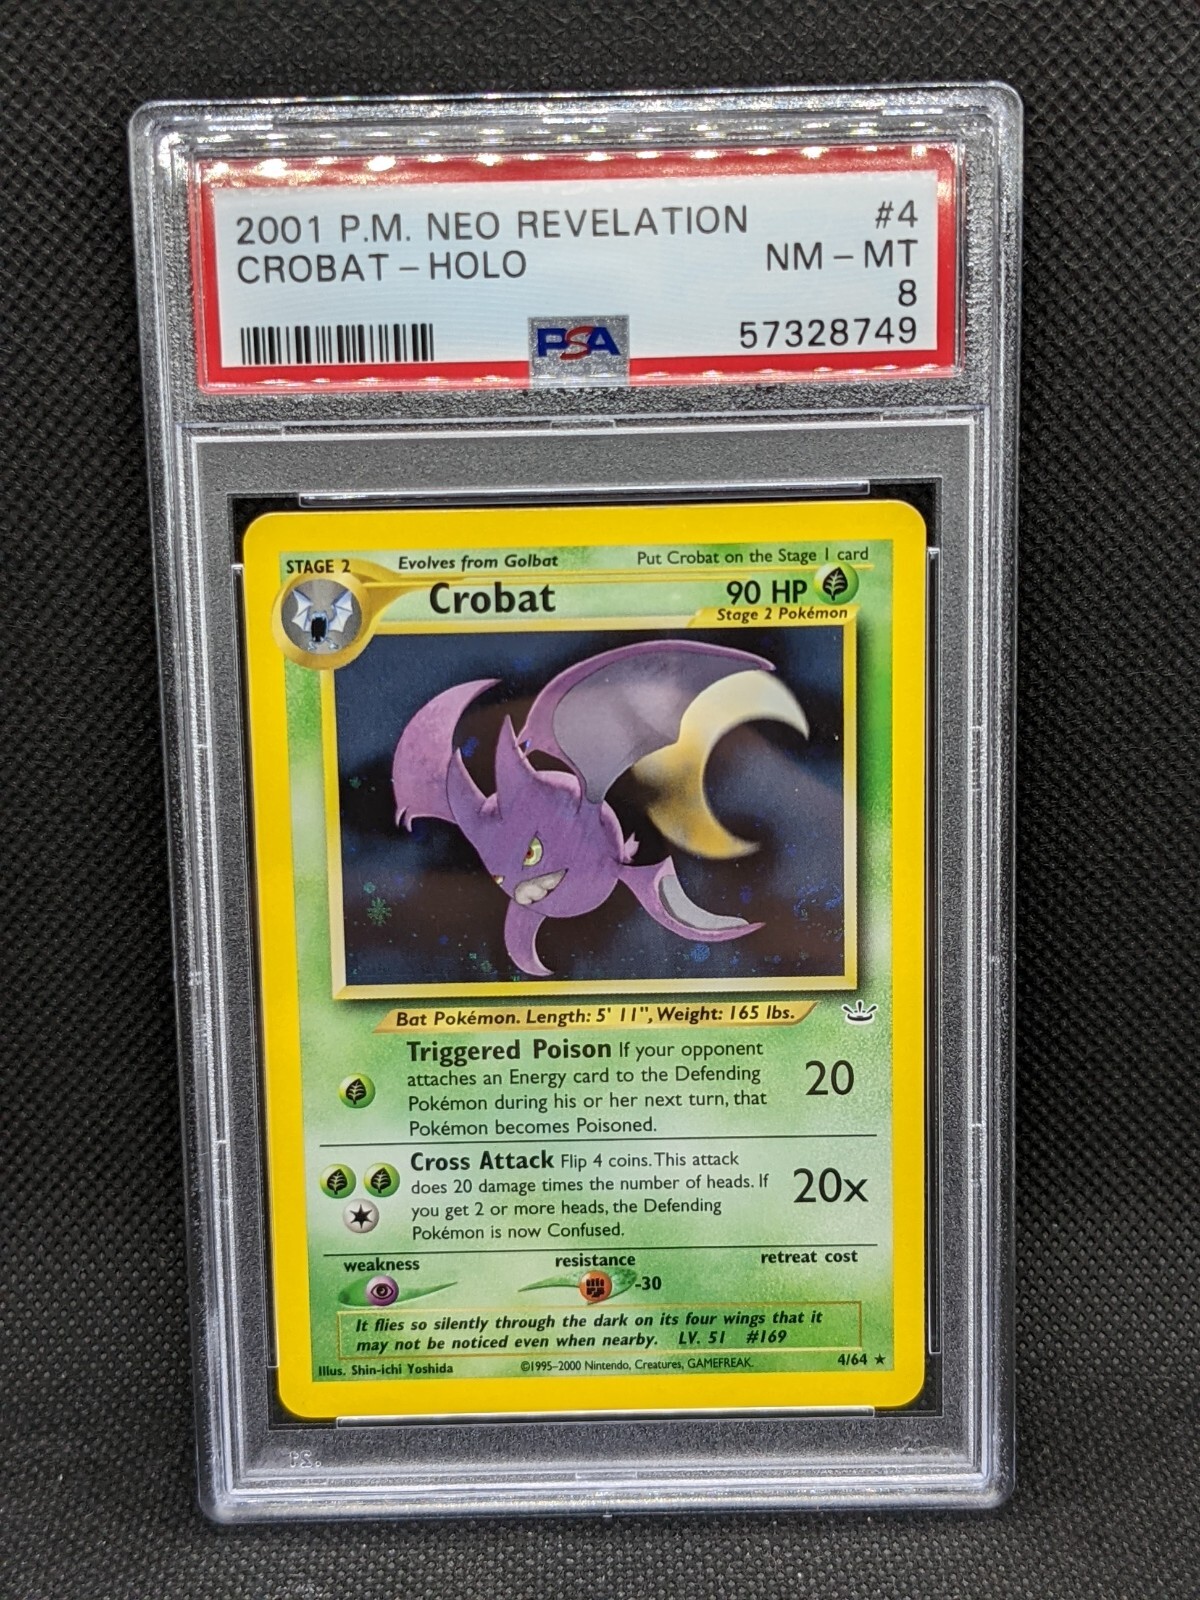 2001 P.M. NEO REVELATION #4
CROBAT - HOLO NM - MT
8
PSA 57328749
STAGE 2 Evolves from Golbat Put Crobat on the Stage 1 card
Crobat 90 HP
Stage 2 Pokémon
Bat Pokémon. Length: 5' 11", Weight: 165 lbs.
Triggered Poison If your opponent
attaches an Energy card to the Defending
Pokémon during his or her next turn, that
Pokémon becomes Poisoned.
20
Cross Attack Flip 4 coins. This attack
does 20 damage times the number of heads. If
you get 2 or more heads, the Defending
Pokémon is now Confused.
20x
weakness resistance retreat cost
-30
It flies so silently through the dark on its four wings that it
may not be noticed even when nearby. LV. 51 #169
Illus. Shin-ichi Yoshida ©1995-2000 Nintendo, Creatures, GAMEFREAK. 4/64 ★